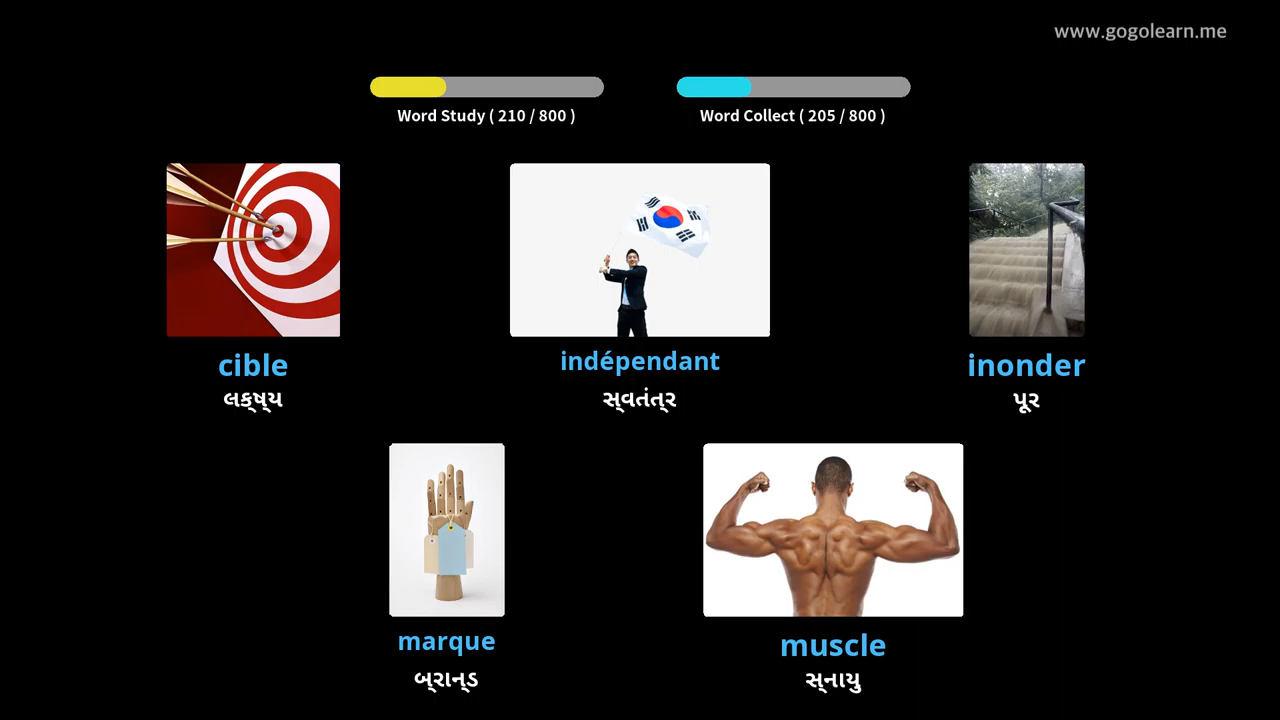 www.gogolearn.me
Word Study ( 210 / 800 )
Word Collect ( 205 / 800 )
cible
લક્ષ્ય
indépendant
સ્વતંત્ર
inonder
પૂર
marque
બ્રાન્ડ
muscle
સ્નાયુ